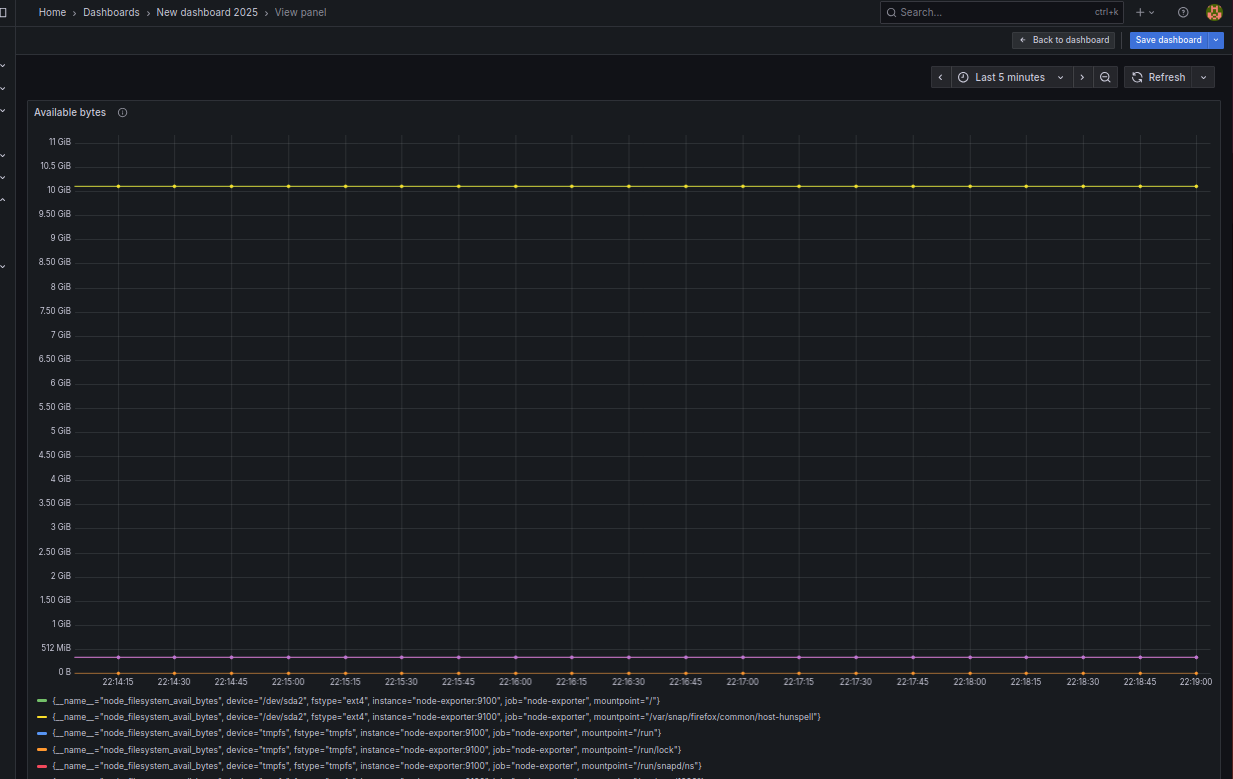 Home › Dashboards › New dashboard 2025 › View panel
Search... ctrl+k
Back to dashboard Save dashboard
Last 5 minutes Refresh
Available bytes
11 GiB
10.5 GiB
10 GiB
9.50 GiB
9 GiB
8.50 GiB
8 GiB
7.50 GiB
7 GiB
6.50 GiB
6 GiB
5.50 GiB
5 GiB
4.50 GiB
4 GiB
3.50 GiB
3 GiB
2.50 GiB
2 GiB
1.50 GiB
1 GiB
512 MiB
0 B
22:14:15 22:14:30 22:14:45 22:15:00 22:15:15 22:15:30 22:15:45 22:16:00 22:16:15 22:16:30 22:16:45 22:17:00 22:17:15 22:17:30 22:17:45 22:18:00 22:18:15 22:18:30 22:18:45 22:19:00
{__name__="node_filesystem_avail_bytes", device="/dev/sda2", fstype="ext4", instance="node-exporter:9100", job="node-exporter", mountpoint="/"}
{__name__="node_filesystem_avail_bytes", device="/dev/sda2", fstype="ext4", instance="node-exporter:9100", job="node-exporter", mountpoint="/var/snap/firefox/common/host-hunspell"}
{__name__="node_filesystem_avail_bytes", device="tmpfs", fstype="tmpfs", instance="node-exporter:9100", job="node-exporter", mountpoint="/run"}
{__name__="node_filesystem_avail_bytes", device="tmpfs", fstype="tmpfs", instance="node-exporter:9100", job="node-exporter", mountpoint="/run/lock"}
{__name__="node_filesystem_avail_bytes", device="tmpfs", fstype="tmpfs", instance="node-exporter:9100", job="node-exporter", mountpoint="/run/snapd/ns"}